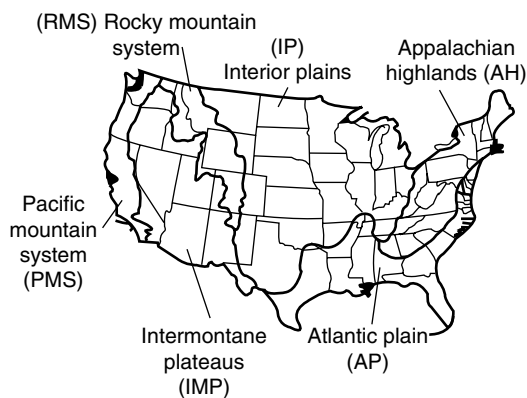 (RMS) Rocky mountain
system
(IP)
Interior plains
Appalachian
highlands (AH)
Pacific
mountain
system
(PMS)
Intermontane
plateaus
(IMP)
Atlantic plain
(AP)